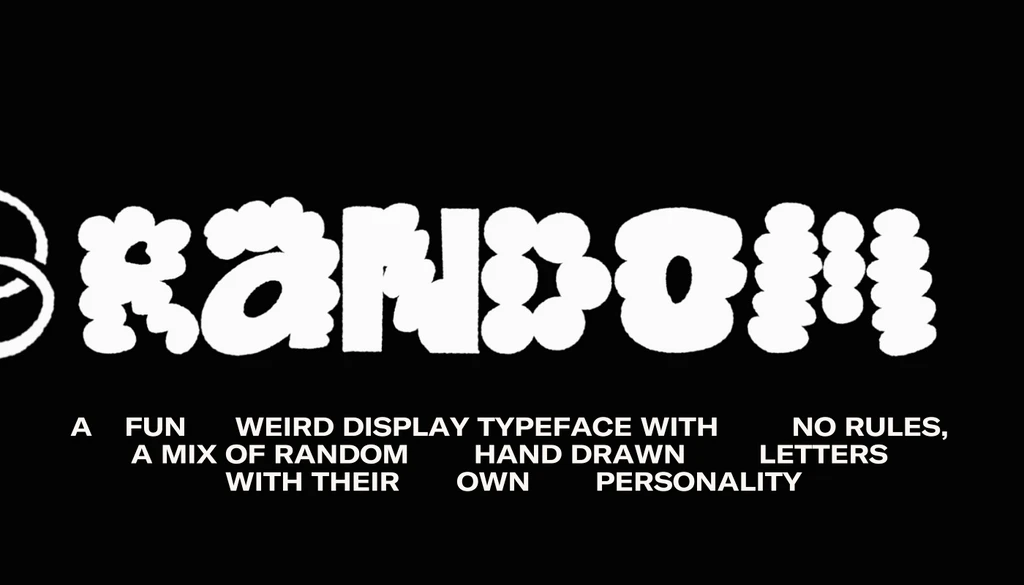 RaNDOM
A FUN WEIRD DISPLAY TYPEFACE WITH NO RULES,
A MIX OF RANDOM HAND DRAWN LETTERS
WITH THEIR OWN PERSONALITY